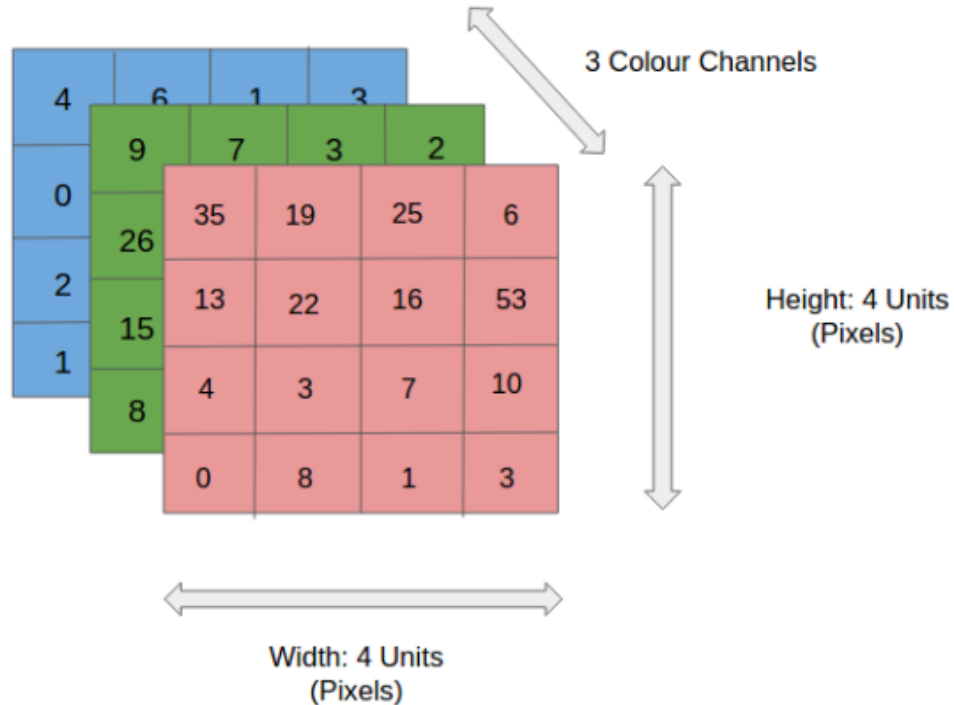 3 Colour Channels
4 6 1 3
9 7 3 2
0
35 19 25 6
26
2
13 22 16 53
Height: 4 Units
(Pixels)
15
1
4 3 7 10
8
0 8 1 3
Width: 4 Units
(Pixels)